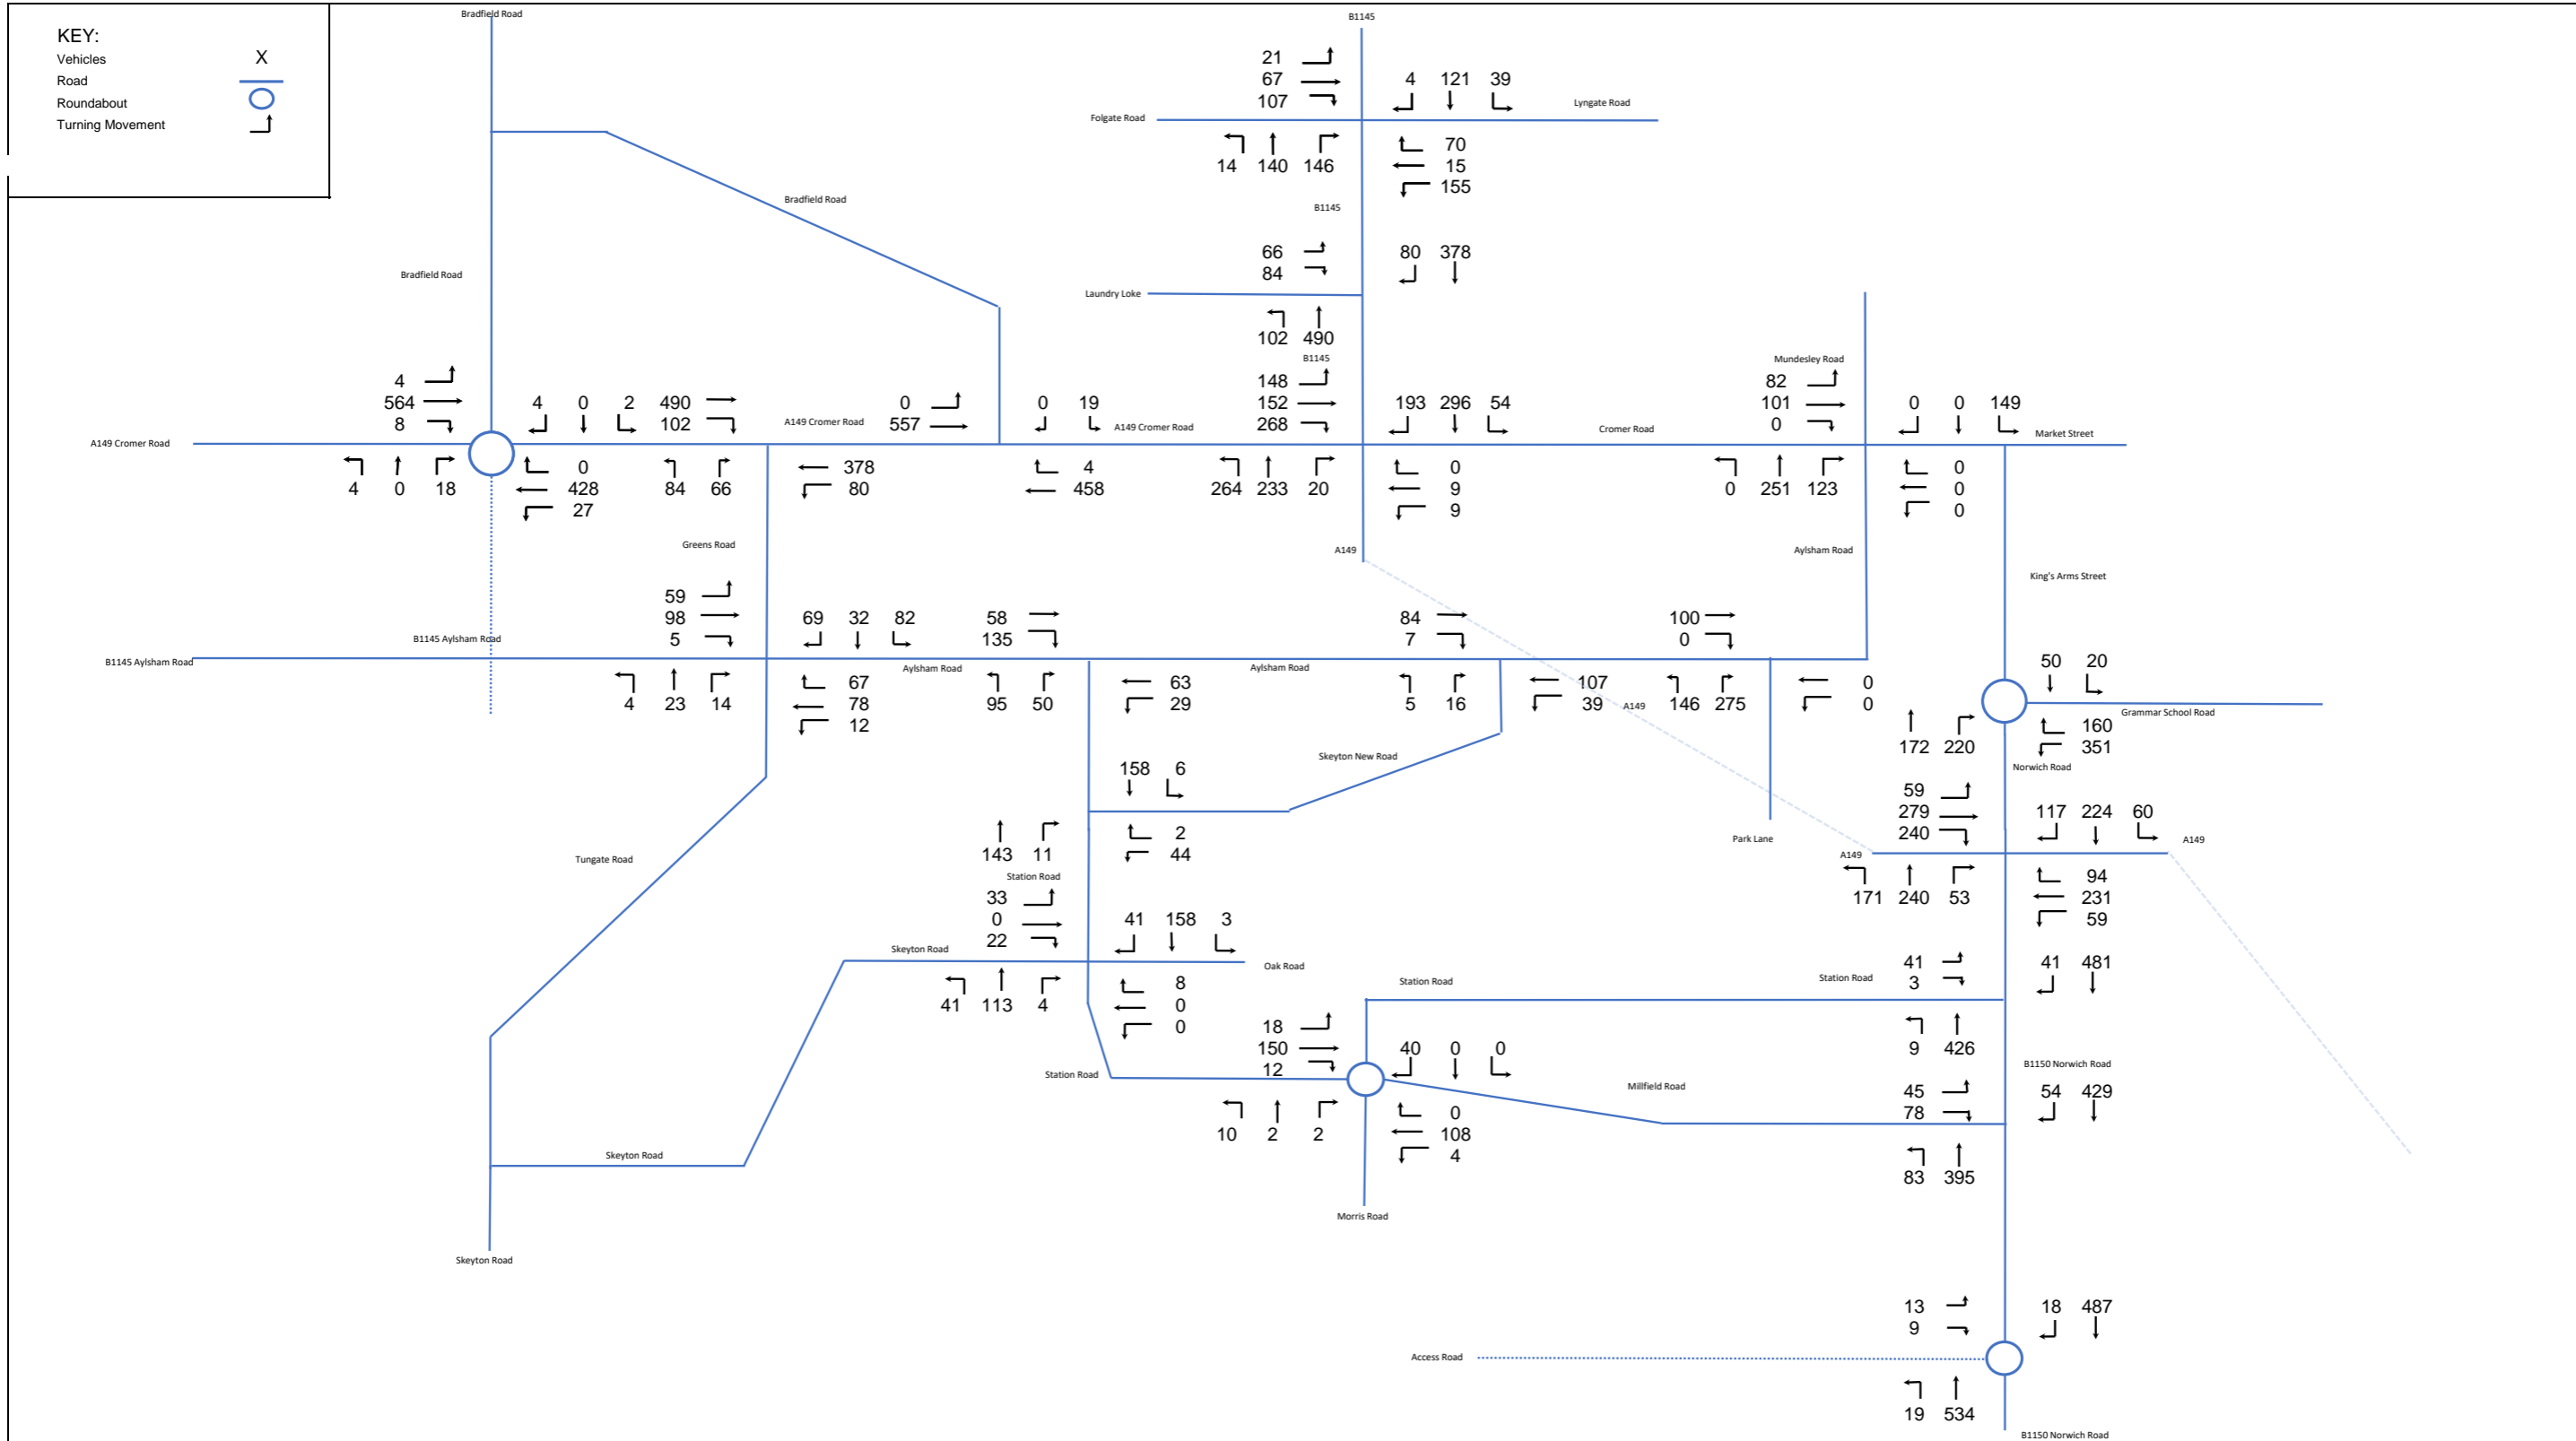 Bradfield Road
B1145
KEY:
Vehicles X
Road
Roundabout
Turning Movement
21
67 4 121 39
107
Lyngate Road
Folgate Road
70
14 140 146 15
155
Bradfield Road
B1145
66 80 378
84
Bradfield Road
Laundry Loke
102 490
B1145
Mundesley Road
4 148 82
564 4 0 2 490 0 0 19 152 193 296 54 101 0 0 149
8 102 A149 Cromer Road 557 A149 Cromer Road 268 Cromer Road 0
Market Street
A149 Cromer Road
0 378 4 0 0
4 0 18 428 84 66 80 458 264 233 20 9 0 251 123 0
27 9 0
Greens Road
A149
Aylsham Road
King's Arms Street
59
98 69 32 82 58 84 100
5 135 7 0
B1145 Aylsham Road
B1145 Aylsham Road
Aylsham Road
Aylsham Road
50 20
67 63 107 0
4 23 14 78 95 50 29 5 16 39 A149 146 275 0
12
Grammar School Road
160
172 220 351
Skeyton New Road
Norwich Road
158 6
59
279 117 224 60
240
2
Park Lane
A149
A149
143 11 44
Tungate Road
Station Road
94
171 240 53 231
59
33
0 41 158 3
22
Skeyton Road
Oak Road
41 41 481
3
Station Road
Station Road
8
41 113 4 0
0
18
150 40 0 0
12
9 426
Station Road
B1150 Norwich Road
Millfield Road
45 54 429
78
0
10 2 2 108
4
Skeyton Road
83 395
Morris Road
Skeyton Road
13 18 487
9
Access Road
19 534
B1150 Norwich Road